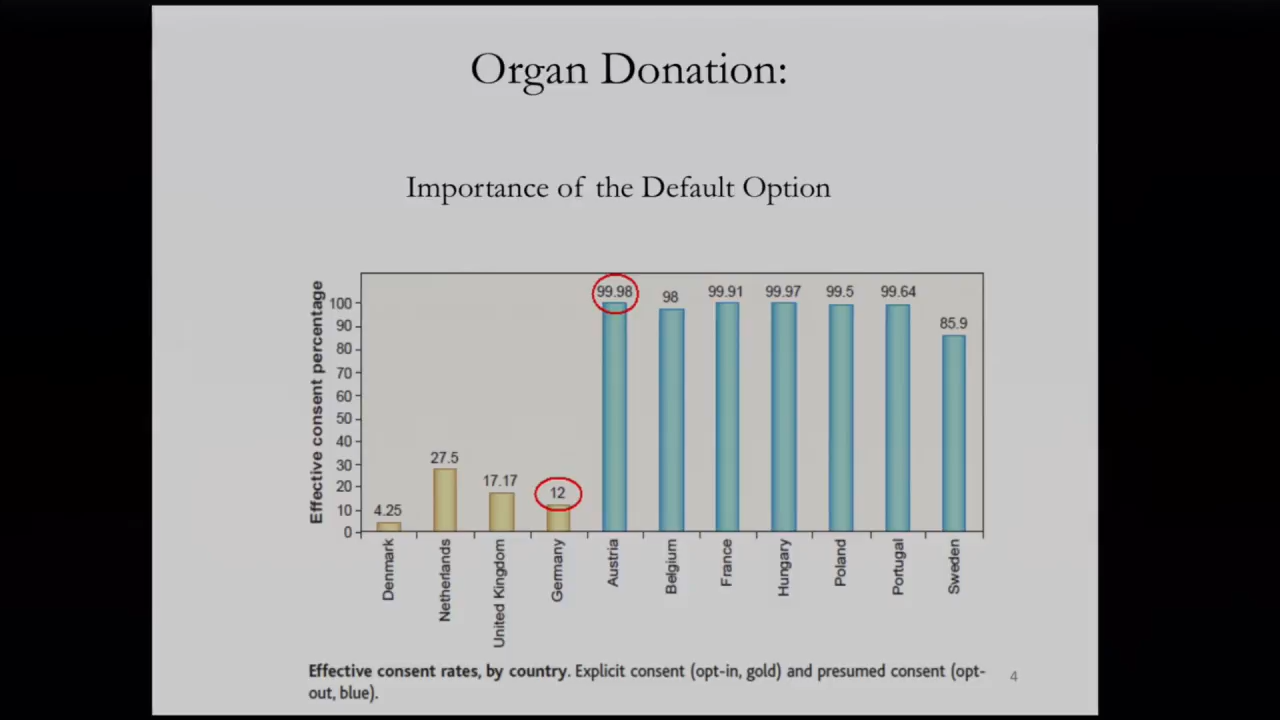 Organ Donation:
Importance of the Default Option
Effective consent percentage
100
90
80
70
60
50
40
30
20
10
0
4.25
27.5
17.17
12
99.98
98
99.91
99.97
99.5
99.64
85.9
Denmark
Netherlands
United Kingdom
Germany
Austria
Belgium
France
Hungary
Poland
Portugal
Sweden
Effective consent rates, by country. Explicit consent (opt-in, gold) and presumed consent (opt-
out, blue).
4